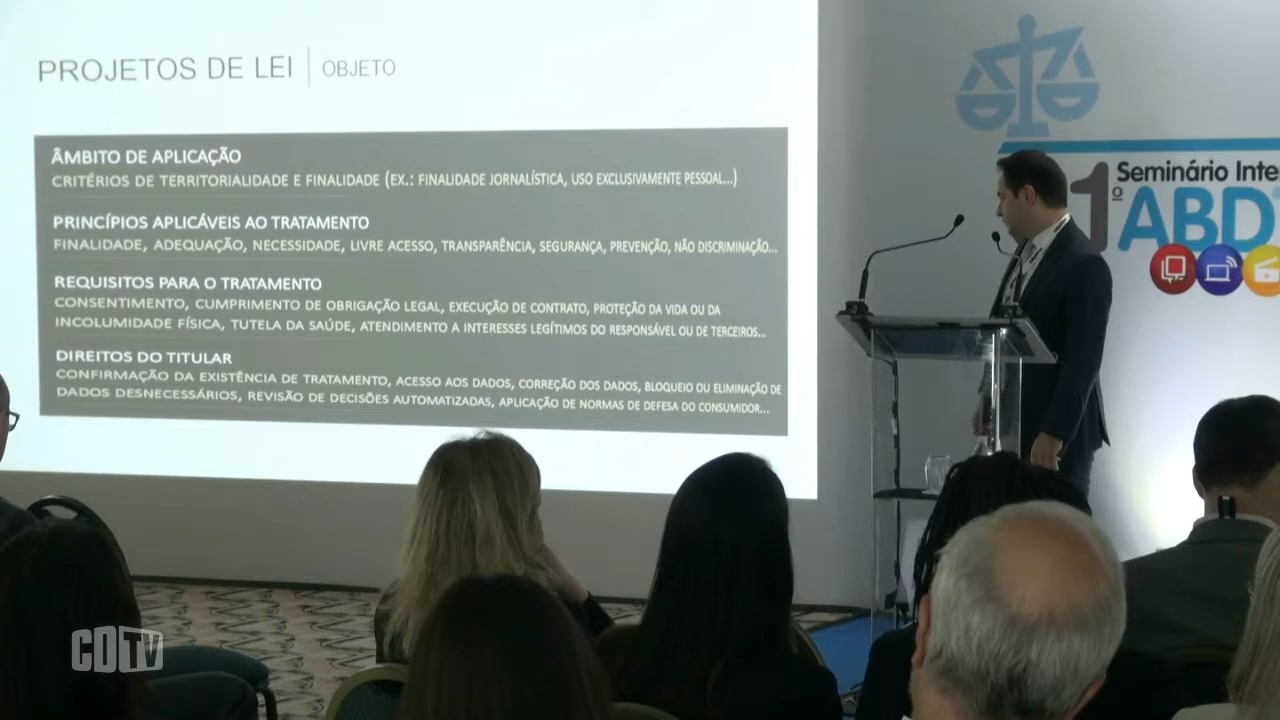 PROJETOS DE LEI | OBJETO
ÂMBITO DE APLICAÇÃO
CRITÉRIOS DE TERRITORIALIDADE E FINALIDADE (EX.: FINALIDADE JORNALÍSTICA, USO EXCLUSIVAMENTE PESSOAL...)
PRINCÍPIOS APLICÁVEIS AO TRATAMENTO
FINALIDADE, ADEQUAÇÃO, NECESSIDADE, LIVRE ACESSO, TRANSPARÊNCIA, SEGURANÇA, PREVENÇÃO, NÃO DISCRIMINAÇÃO...
REQUISITOS PARA O TRATAMENTO
CONSENTIMENTO, CUMPRIMENTO DE OBRIGAÇÃO LEGAL, EXECUÇÃO DE CONTRATO, PROTEÇÃO DA VIDA OU DA
INCOLUMIDADE FÍSICA, TUTELA DA SAÚDE, ATENDIMENTO A INTERESSES LEGÍTIMOS DO RESPONSÁVEL OU DE TERCEIROS...
DIREITOS DO TITULAR
CONFIRMAÇÃO DA EXISTÊNCIA DE TRATAMENTO, ACESSO AOS DADOS, CORREÇÃO DOS DADOS, BLOQUEIO OU ELIMINAÇÃO DE
DADOS DESNECESSÁRIOS, REVISÃO DE DECISÕES AUTOMATIZADAS, APLICAÇÃO DE NORMAS DE DEFESA DO CONSUMIDOR...
1º Seminário Inte
ABD
CDTV